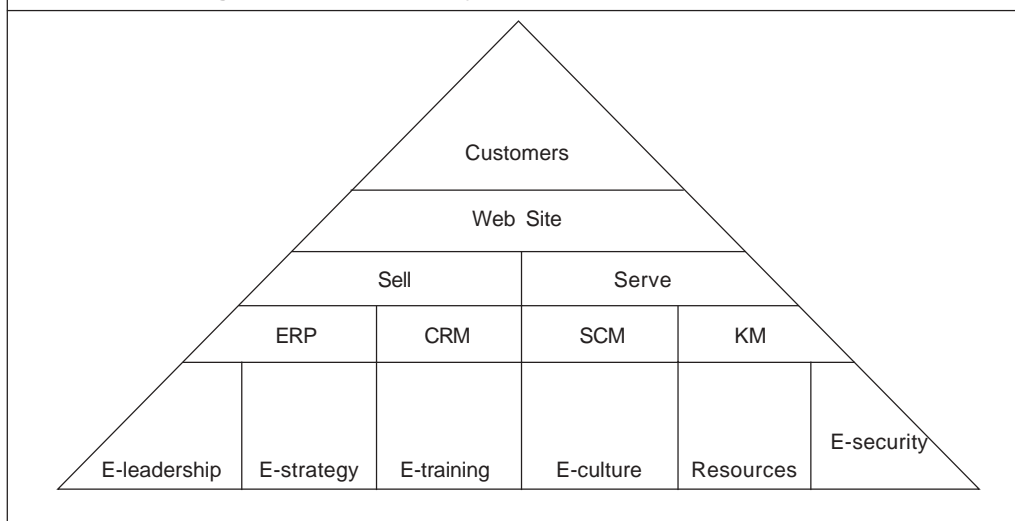 Customers
Web Site
Sell Serve
ERP CRM SCM KM
E-security
E-leadership E-strategy E-training E-culture Resources